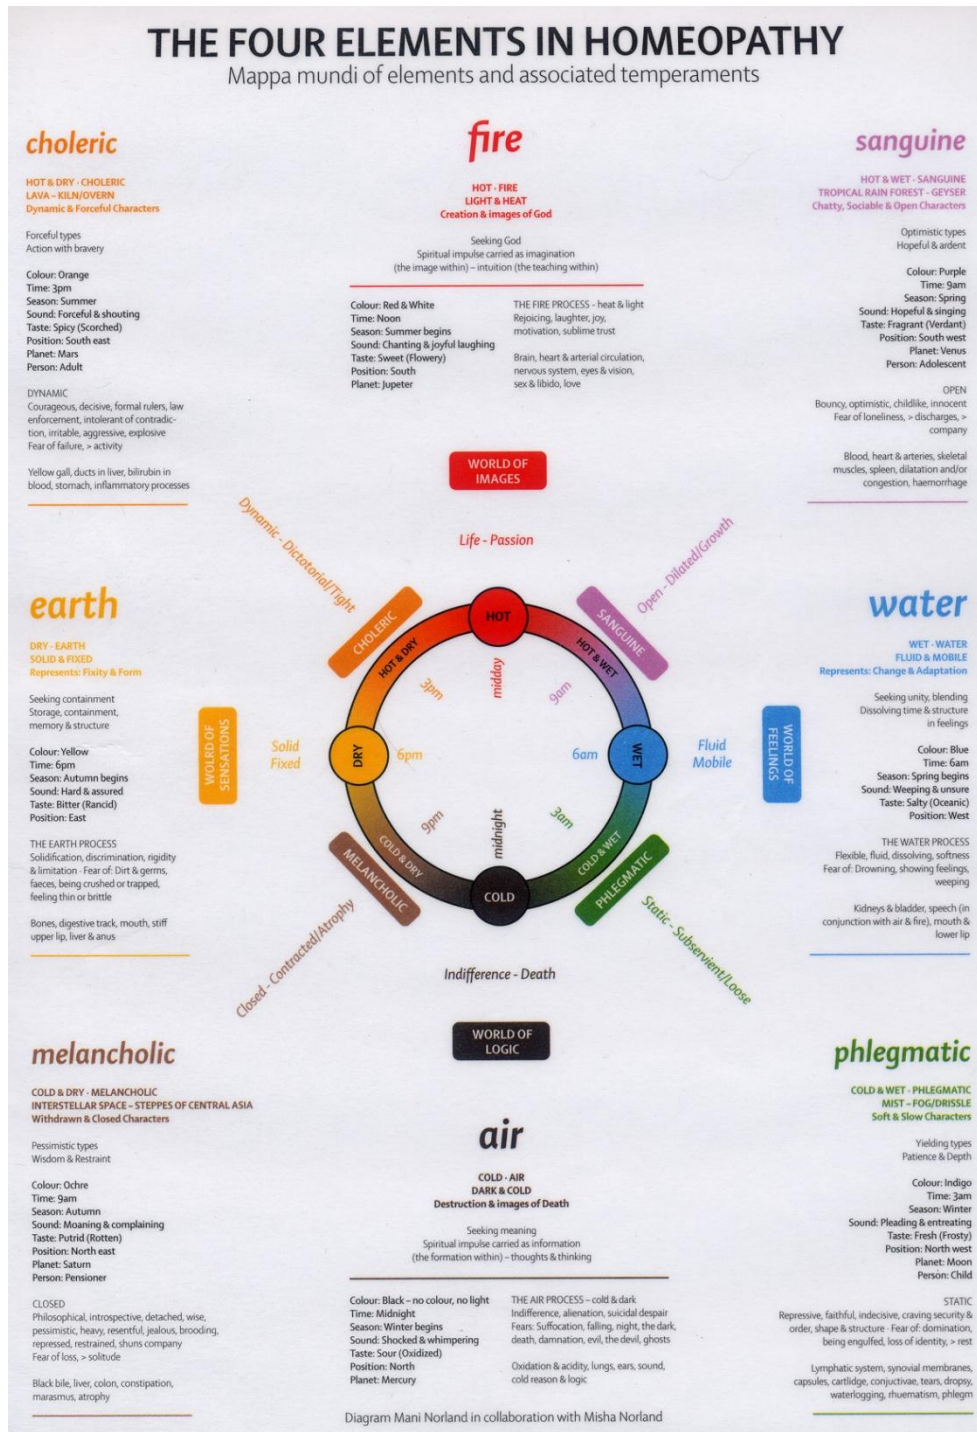 THE FOUR ELEMENTS IN HOMEOPATHY
Mappa mundi of elements and associated temperaments
choleric
HOT & DRY - CHOLERIC
LAVA – KILN/OVERN
Dynamic & Forceful Characters
Forceful types
Action with bravery
Colour: Orange
Time: 3pm
Season: Summer
Sound: Forceful & shouting
Taste: Spicy (Scorched)
Position: South east
Planet: Mars
Person: Adult
DYNAMIC
Courageous, decisive, formal rulers, law
enforcement, intolerant of contradic-
tion, irritable, aggressive, explosive
Fear of failure, > activity
Yellow gall, ducts in liver, bilirubin in
blood, stomach, inflammatory processes
fire
HOT - FIRE
LIGHT & HEAT
Creation & images of God
Seeking God
Spiritual impulse carried as imagination
(the image within) – intuition (the teaching within)
Colour: Red & White
Time: Noon
Season: Summer begins
Sound: Chanting & joyful laughing
Taste: Sweet (Flowery)
Position: South
Planet: Jupeter
THE FIRE PROCESS - heat & light
Rejoicing, laughter, joy,
motivation, sublime trust
Brain, heart & arterial circulation,
nervous system, eyes & vision,
sex & libido, love
sanguine
HOT & WET - SANGUINE
TROPICAL RAIN FOREST - GEYSER
Chatty, Sociable & Open Characters
Optimistic types
Hopeful & ardent
Colour: Purple
Time: 9am
Season: Spring
Sound: Hopeful & singing
Taste: Fragrant (Verdant)
Position: South west
Planet: Venus
Person: Adolescent
OPEN
Bouncy, optimistic, childlike, innocent
Fear of loneliness, > discharges, >
company
Blood, heart & arteries, skeletal
muscles, spleen, dilatation and/or
congestion, haemorrhage
WORLD OF
IMAGES
Life - Passion
Dynamic - Dictotorial/Tight
Open - Dilated/Growth
CHOLERIC
HOT & DRY
HOT
SANGUINE
HOT & WET
midday
3pm
9am
earth
DRY - EARTH
SOLID & FIXED
Represents: Fixity & Form
Seeking containment
Storage, containment,
memory & structure
Colour: Yellow
Time: 6pm
Season: Autumn begins
Sound: Hard & assured
Taste: Bitter (Rancid)
Position: East
THE EARTH PROCESS
Solidification, discrimination, rigidity
& limitation - Fear of: Dirt & germs,
faeces, being crushed or trapped,
feeling thin or brittle
Bones, digestive track, mouth, stiff
upper lip, liver & anus
WOLRD OF
SENSATIONS
Solid
Fixed
DRY
6pm
6am
WET
Fluid
Mobile
WORLD OF
FEELINGS
water
WET - WATER
FLUID & MOBILE
Represents: Change & Adaptation
Seeking unity, blending
Dissolving time & structure
in feelings
Colour: Blue
Time: 6am
Season: Spring begins
Sound: Weeping & unsure
Taste: Salty (Oceanic)
Position: West
THE WATER PROCESS
Flexible, fluid, dissolving, softness
Fear of: Drowning, showing feelings,
weeping
Kidneys & bladder, speech (in
conjunction with air & fire), mouth &
lower lip
9pm
midnight
3am
COLD & DRY
MELANCHOLIC
COLD
COLD & WET
PHLEGMATIC
Closed - Contracted/Atrophy
Static - Subservient/Loose
Indifference - Death
WORLD OF
LOGIC
melancholic
COLD & DRY - MELANCHOLIC
INTERSTELLAR SPACE – STEPPES OF CENTRAL ASIA
Withdrawn & Closed Characters
Pessimistic types
Wisdom & Restraint
Colour: Ochre
Time: 9am
Season: Autumn
Sound: Moaning & complaining
Taste: Putrid (Rotten)
Position: North east
Planet: Saturn
Person: Pensioner
CLOSED
Philosophical, introspective, detached, wise,
pessimistic, heavy, resentful, jealous, brooding,
repressed, restrained, shuns company
Fear of loss, > solitude
Black bile, liver, colon, constipation,
marasmus, atrophy
air
COLD - AIR
DARK & COLD
Destruction & images of Death
Seeking meaning
Spiritual impulse carried as information
(the formation within) – thoughts & thinking
Colour: Black – no colour, no light
Time: Midnight
Season: Winter begins
Sound: Shocked & whimpering
Taste: Sour (Oxidized)
Position: North
Planet: Mercury
THE AIR PROCESS – cold & dark
Indifference, alienation, suicidal despair
Fears: Suffocation, falling, night, the dark,
death, damnation, evil, the devil, ghosts
Oxidation & acidity, lungs, ears, sound,
cold reason & logic
phlegmatic
COLD & WET - PHLEGMATIC
MIST – FOG/DRISSLE
Soft & Slow Characters
Yielding types
Patience & Depth
Colour: Indigo
Time: 3am
Season: Winter
Sound: Pleading & entreating
Taste: Fresh (Frosty)
Position: North west
Planet: Moon
Person: Child
STATIC
Repressive, faithful, indecisive, craving security &
order, shape & structure - Fear of: domination,
being engulfed, loss of identity, > rest
Lymphatic system, synovial membranes,
capsules, cartlidge, conjuctivae, tears, dropsy,
waterlogging, rhuematism, phlegm
Diagram Mani Norland in collaboration with Misha Norland